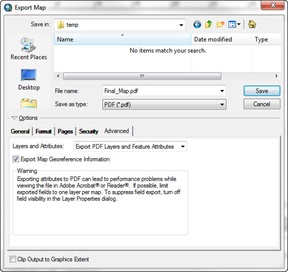 Export Map
Save in:
temp
Name
Date modified
Type
No items match your search.
Recent Places
Desktop
File name:
Final_Map.pdf
Save
Save as type:
PDF (*.pdf)
Cancel
Options
General
Format
Pages
Security
Advanced
Layers and Attributes:
Export PDF Layers and Feature Attributes
Export Map Georeference Information
Warning
Exporting attributes to PDF can lead to performance problems while
viewing the file in Adobe Acrobat® or Reader®. If possible, limit
exported fields to one layer per map. To suppress field export, turn off
field visibility in the Layer Properties dialog.
Clip Output to Graphics Extent